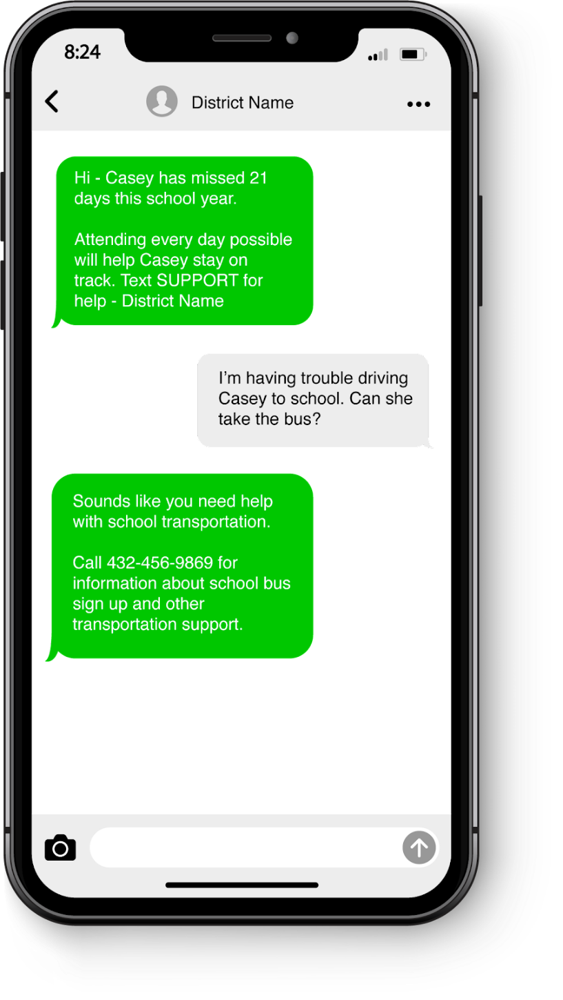 8:24
District Name
Hi - Casey has missed 21
days this school year.
Attending every day possible
will help Casey stay on
track. Text SUPPORT for
help - District Name
I’m having trouble driving
Casey to school. Can she
take the bus?
Sounds like you need help
with school transportation.
Call 432-456-9869 for
information about school bus
sign up and other
transportation support.